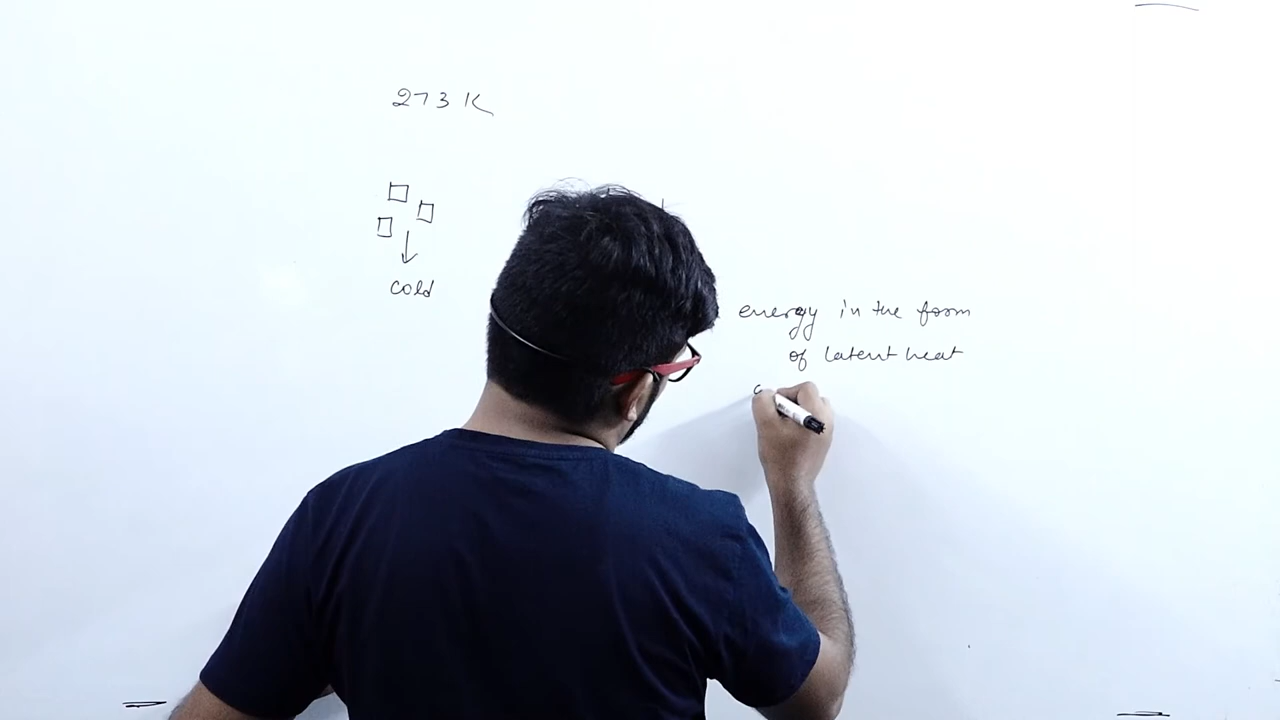 273 K
cold
energy in the form
of latent heat